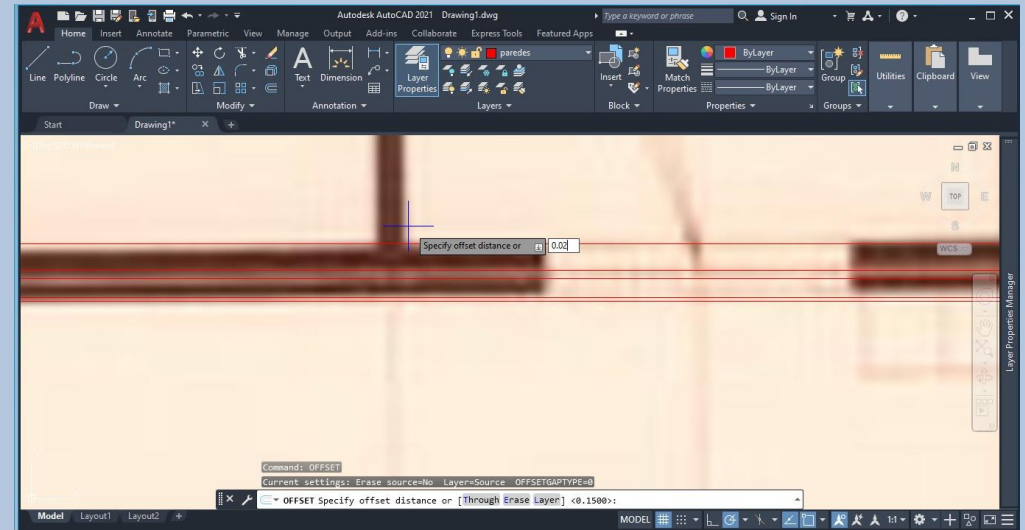 Autodesk AutoCAD 2021 Drawing1.dwg
Type a keyword or phrase
Sign In
Home Insert Annotate Parametric View Manage Output Add-ins Collaborate Express Tools Featured Apps
paredes
ByLayer
ByLayer
ByLayer
Line Polyline Circle Arc
Text Dimension
Layer
Properties
Insert
Match
Properties
Group
Utilities Clipboard View
Draw Modify Annotation Layers Block Properties Groups
Start Drawing1* +
N
W TOP E
S
WCS
Specify offset distance or 0.02
Layer Properties Manager
Command: OFFSET
Current settings: Erase source=No Layer=Source OFFSETGAPTYPE=0
OFFSET Specify offset distance or [Through Erase Layer] <0.1500>:
Model Layout1 Layout2 +
MODEL 1:1